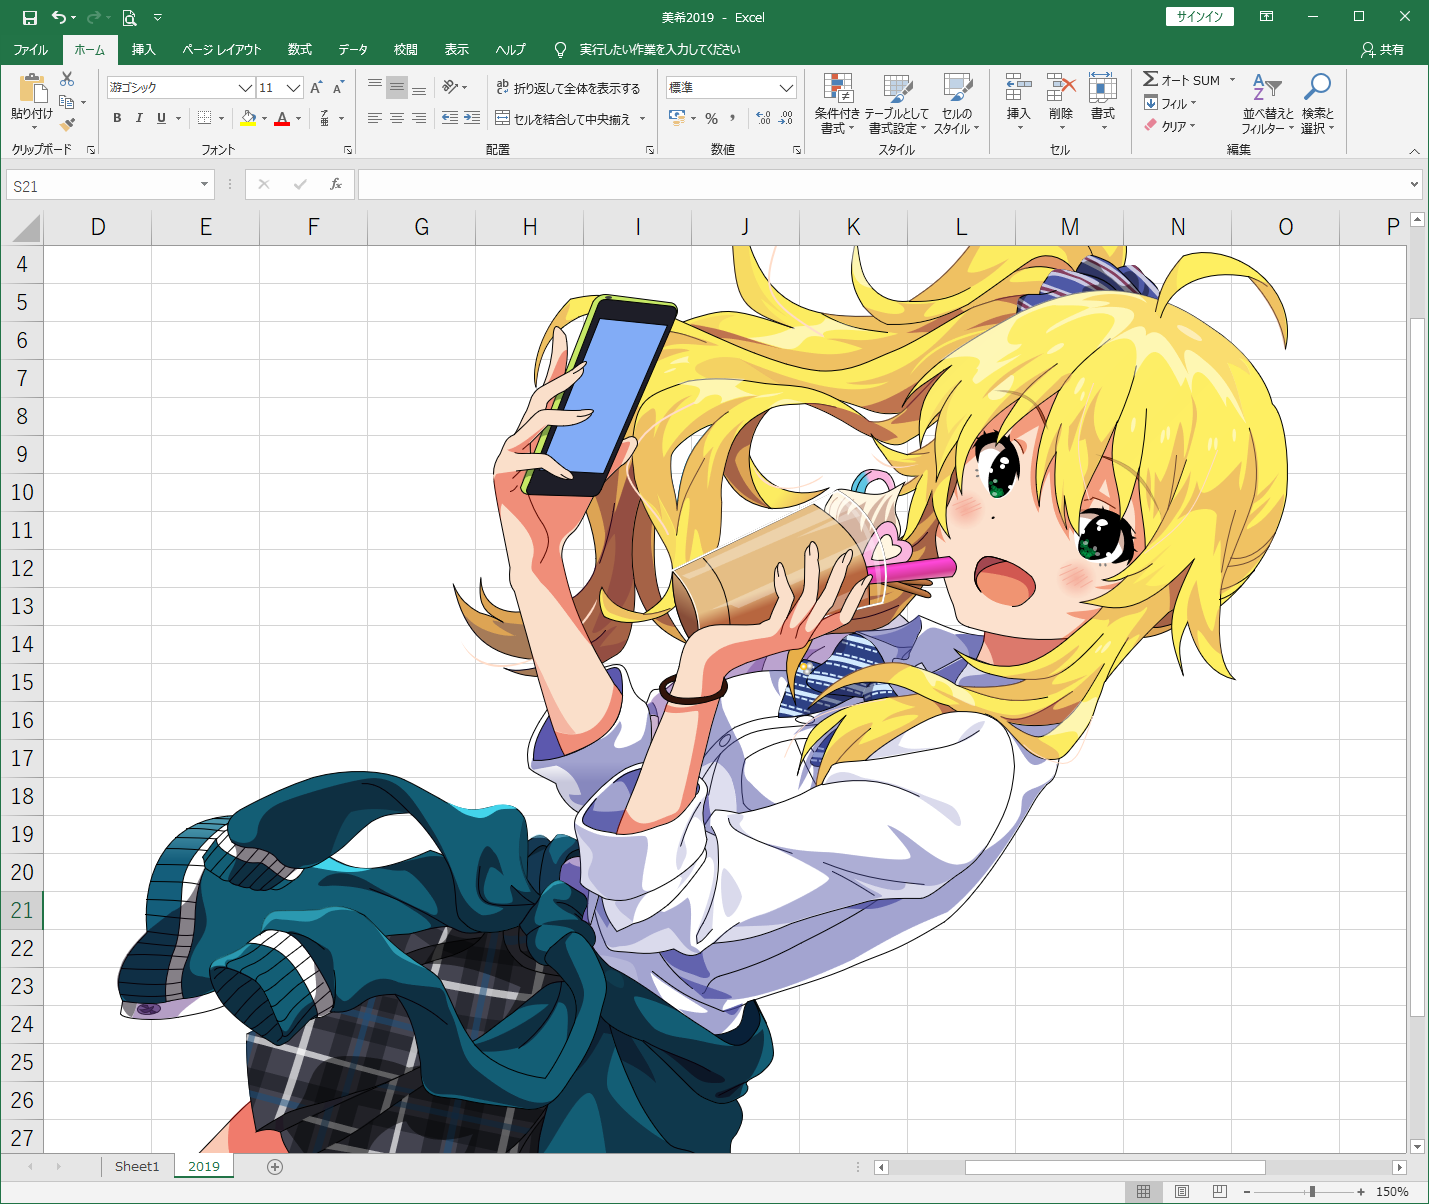 美希2019 - Excel
サインイン
ファイル ホーム 挿入 ページ レイアウト 数式 データ 校閲 表示 ヘルプ 実行したい作業を入力してください 共有
貼り付け
クリップボード
游ゴシック 11 A A
B I U A
フォント
ab 折り返して全体を表示する
セルを結合して中央揃え
配置
標準
% ,
数値
条件付き書式
テーブルとして書式設定
セルのスタイル
スタイル
挿入 削除 書式
セル
オート SUM
フィル
クリア
並べ替えとフィルター
検索と選択
編集
S21 fx
D E F G H I J K L M N O P
4
5
6
7
8
9
10
11
12
13
14
15
16
17
18
19
20
21
22
23
24
25
26
27
Sheet1 2019
150%